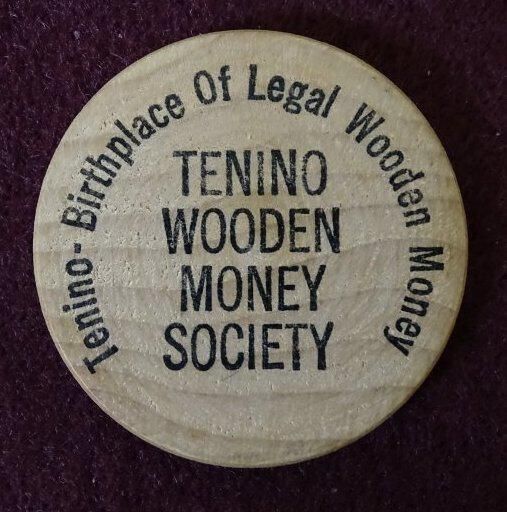 Tenino- Birthplace Of Legal Wooden Money
TENINO
WOODEN
MONEY
SOCIETY